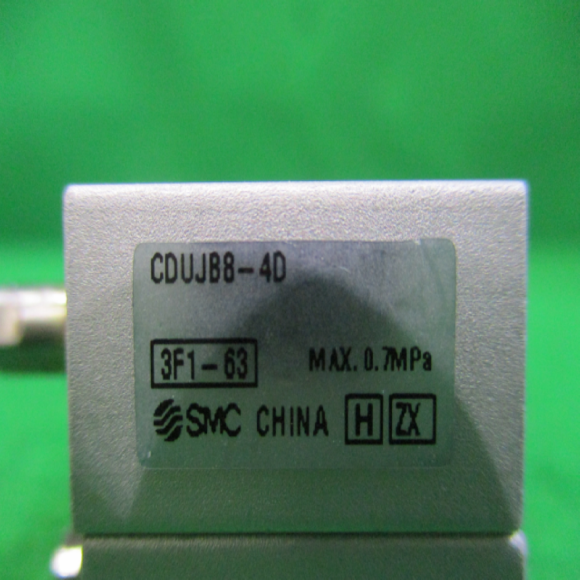 CDUJB8-4D
3F1-63 MAX. 0.7MPa
SMC CHINA H ZX